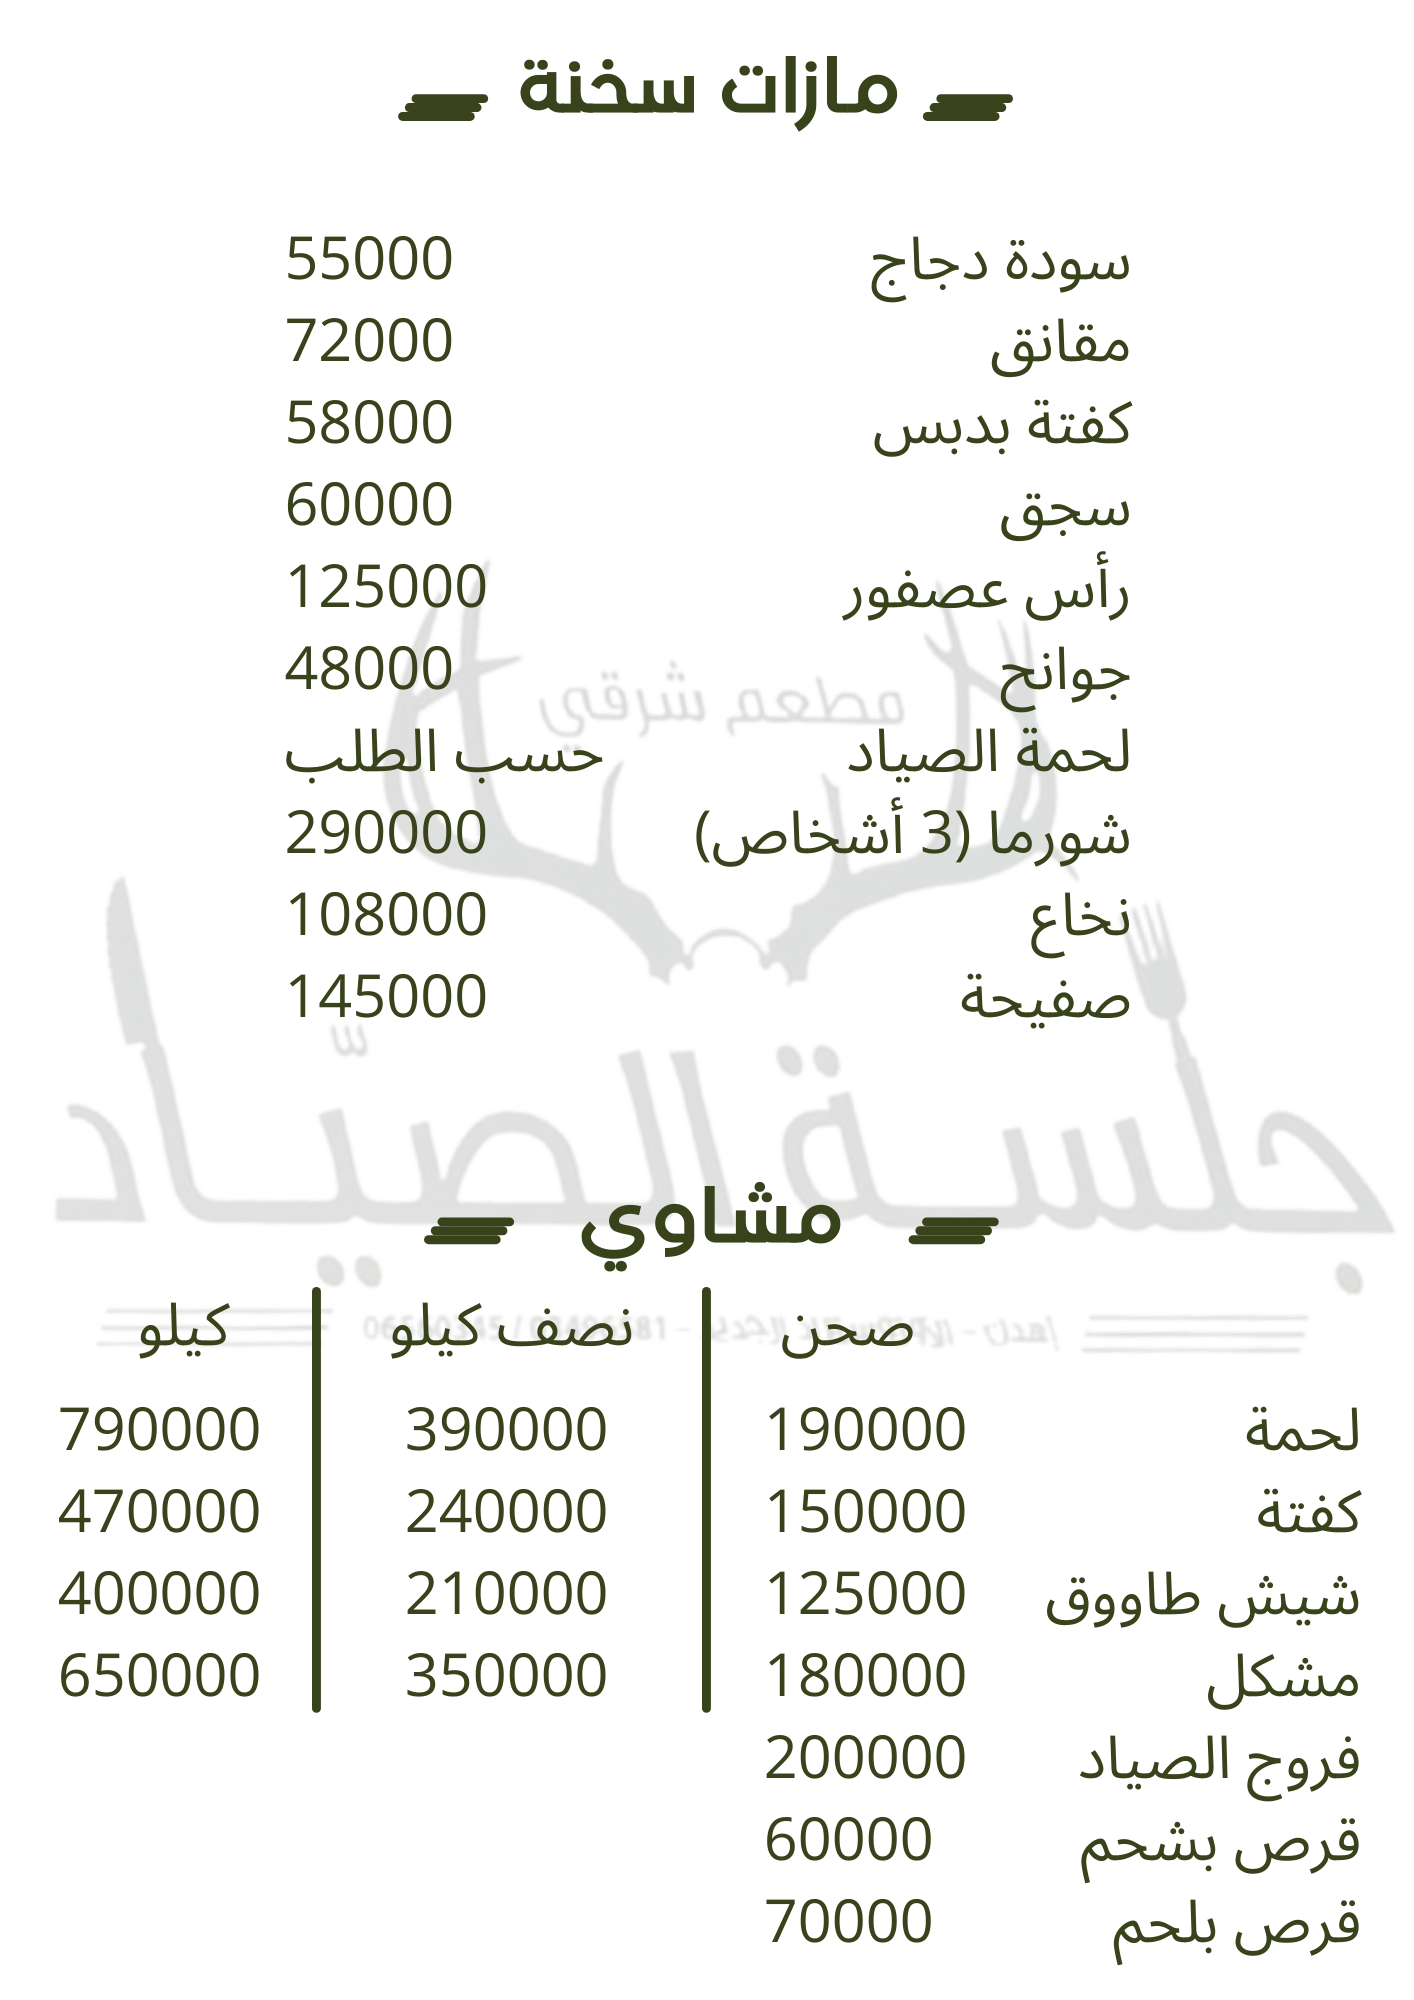 مازات سخنة
سودة دجاج 55000
مقانق 72000
كفتة بدبس 58000
سجق 60000
رأس عصفور 125000
جوانح 48000
مطعم شرقي
لحمة الصياد حسب الطلب
شورما (3 أشخاص) 290000
نخاع 108000
صفيحة 145000
جلسة الصيّاد
مشاوي
صحن نصف كيلو كيلو
لحمة 190000 390000 790000
كفتة 150000 240000 470000
شيش طاووق 125000 210000 400000
مشكل 180000 350000 650000
فروج الصياد 200000
قرص بشحم 60000
قرص بلحم 70000